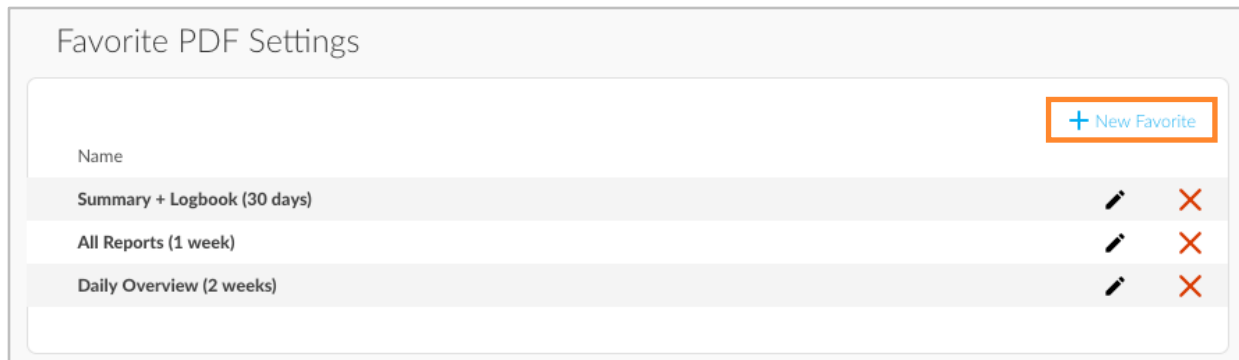 Favorite PDF Settings
+ New Favorite
Name
Summary + Logbook (30 days)
All Reports (1 week)
Daily Overview (2 weeks)